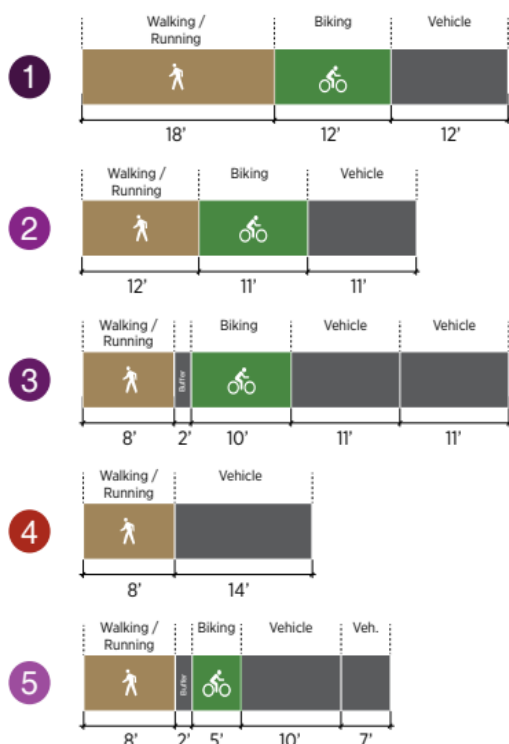 Walking / Running Biking Vehicle
1
18' 12' 12'
Walking / Running Biking Vehicle
2
12' 11' 11'
Walking / Running Biking Vehicle Vehicle
3 Buffer
8' 2' 10' 11' 11'
Walking / Running Vehicle
4
8' 14'
Walking / Running Biking Vehicle Veh.
5 Buffer
8' 2' 5' 10' 7'